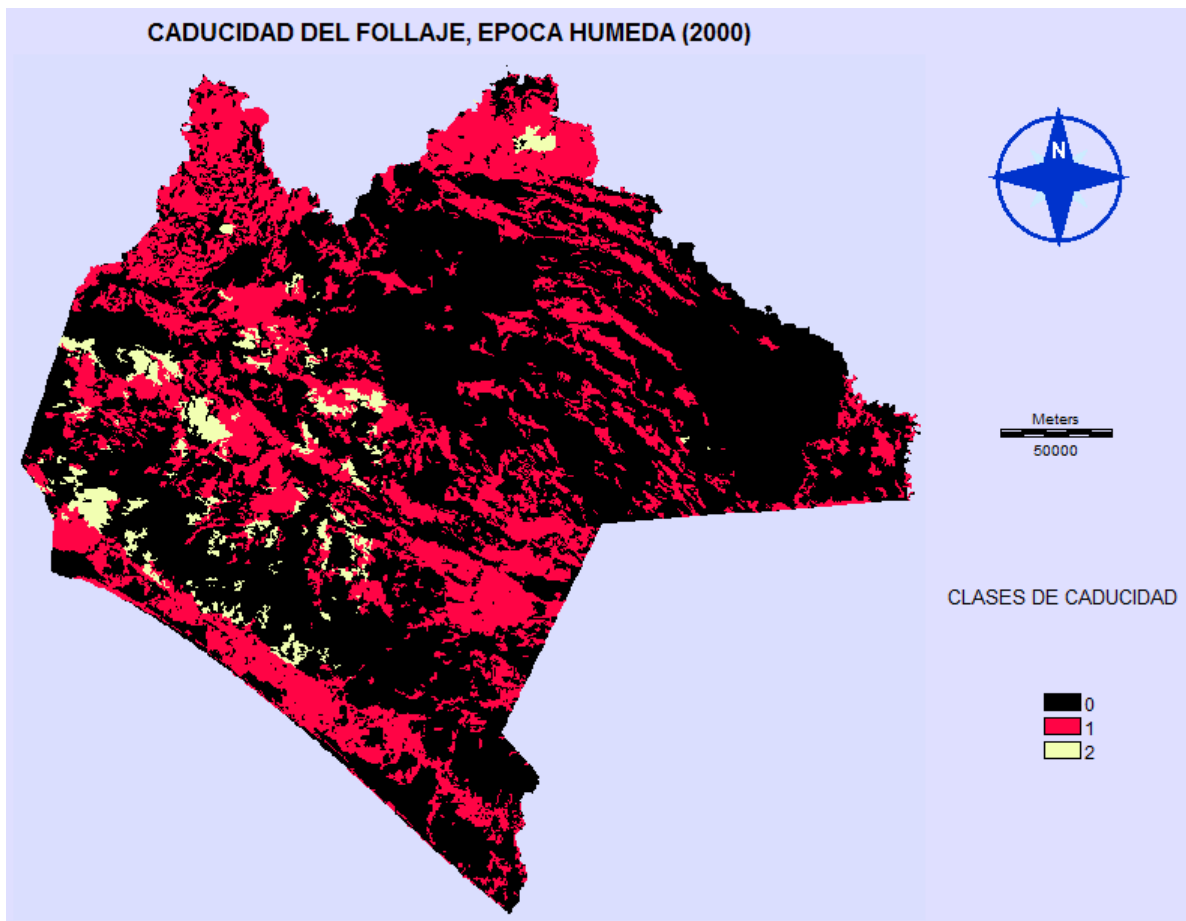 CADUCIDAD DEL FOLLAJE, EPOCA HUMEDA (2000)
N
Meters
50000
CLASES DE CADUCIDAD
0
1
2